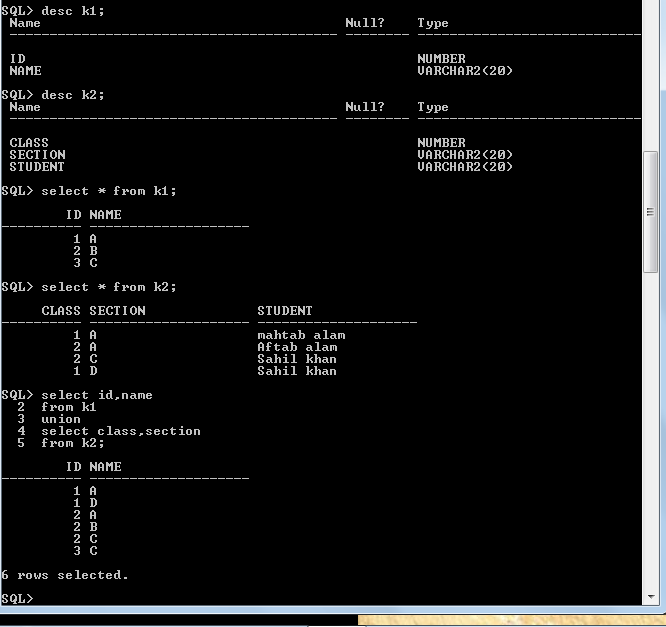 SQL> desc k1;
Name Null? Type
ID NUMBER
NAME VARCHAR2(20)
SQL> desc k2;
Name Null? Type
CLASS NUMBER
SECTION VARCHAR2(20)
STUDENT VARCHAR2(20)
SQL> select * from k1;
ID NAME
1 A
2 B
3 C
SQL> select * from k2;
CLASS SECTION STUDENT
1 A mahtab alam
2 A Aftab alam
2 C Sahil khan
1 D Sahil khan
SQL> select id,name
2 from k1
3 union
4 select class,section
5 from k2;
ID NAME
1 A
1 D
2 A
2 B
2 C
3 C
6 rows selected.
SQL>